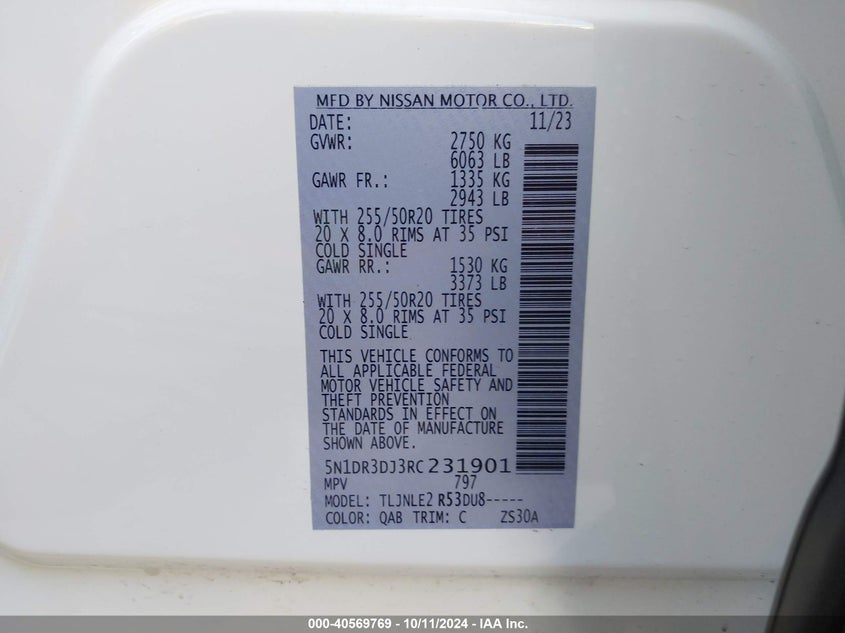 MFD BY NISSAN MOTOR CO., LTD.
DATE: 11/23
GVWR: 2750 KG
6063 LB
GAWR FR.: 1335 KG
2943 LB
WITH 255/50R20 TIRES
20 X 8.0 RIMS AT 35 PSI
COLD SINGLE
GAWR RR.: 1530 KG
3373 LB
WITH 255/50R20 TIRES
20 X 8.0 RIMS AT 35 PSI
COLD SINGLE
THIS VEHICLE CONFORMS TO
ALL APPLICABLE FEDERAL
MOTOR VEHICLE SAFETY AND
THEFT PREVENTION
STANDARDS IN EFFECT ON
THE DATE OF MANUFACTURE
SHOWN ABOVE.
5N1DR3DJ3RC231901
MPV 797
MODEL: TLJNLE2 R53DU8-----
COLOR: QAB TRIM: C ZS30A
000-40569769 - 10/11/2024 - IAA Inc.